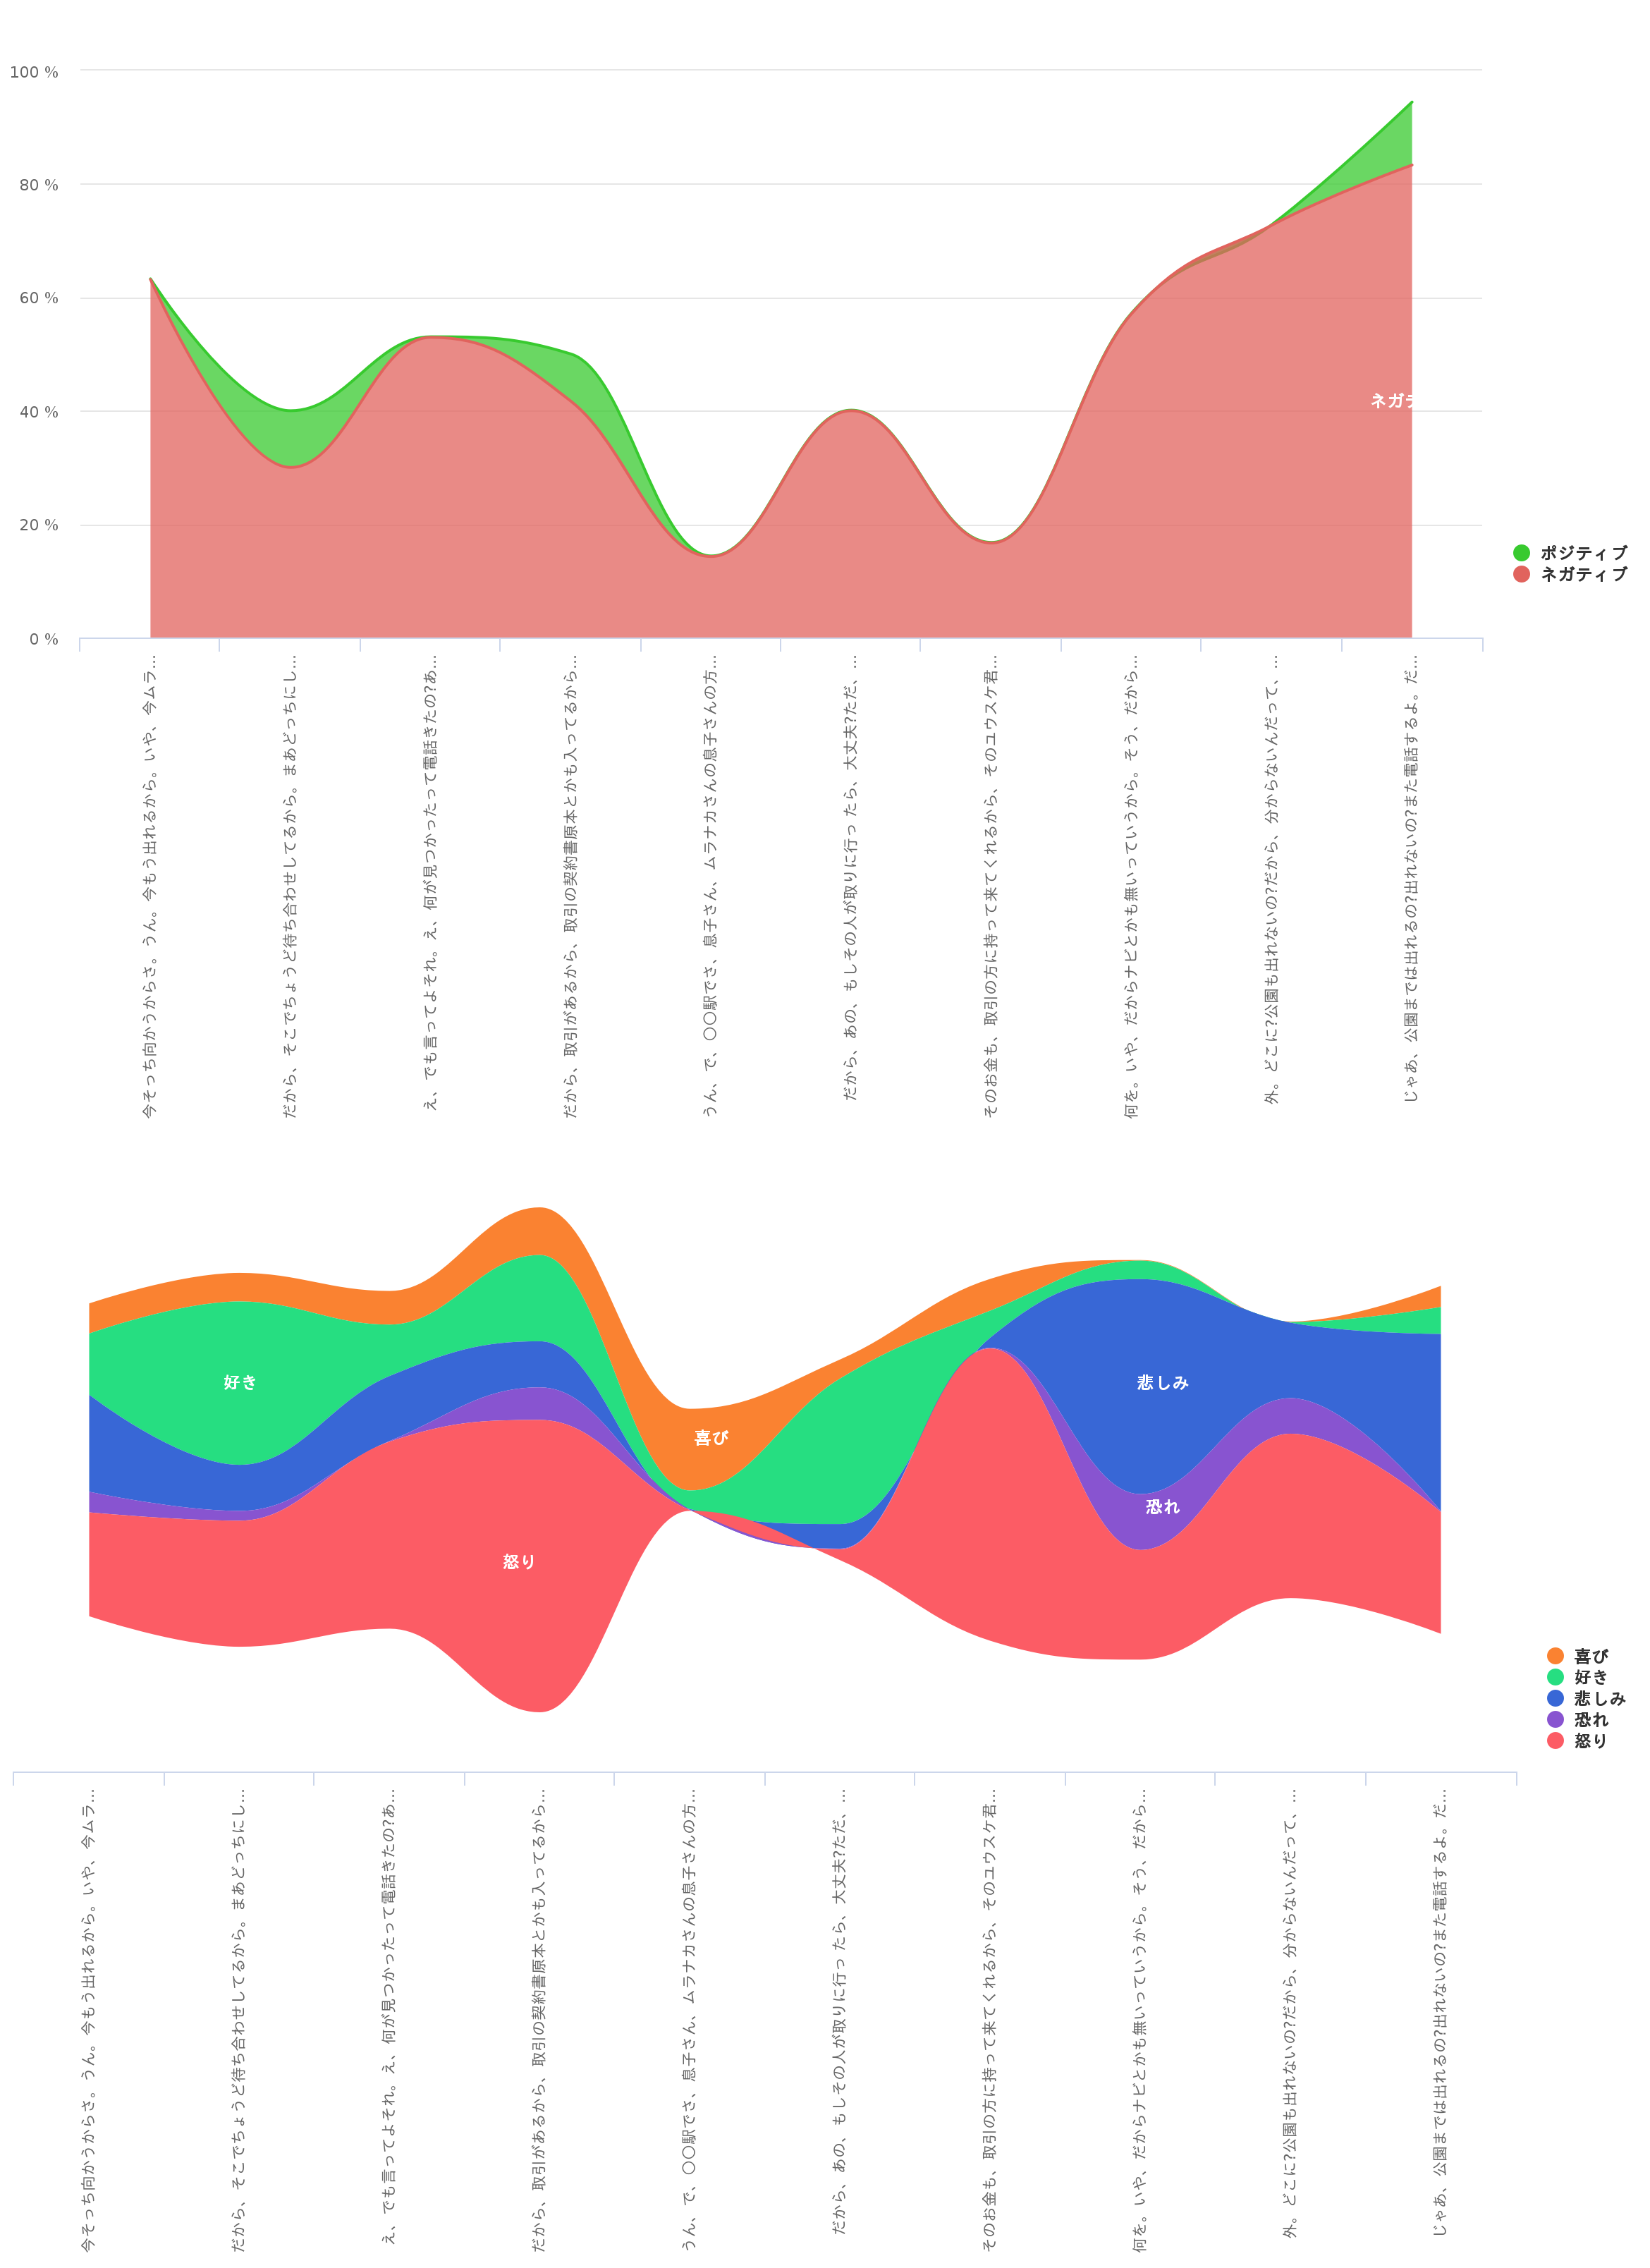 100 %
80 %
60 %
40 %
20 %
0 %
ネガテ
ポジティブ
ネガティブ
今そっち向かうからさ。うん。今もう出れるから。いや、今ムラ…
だから、そこでちょうど待ち合わせしてるから。まあどっちにし…
え、でも言ってよそれ。え、何が見つかったって電話きたの?あ…
だから、取引があるから、取引の契約書原本とかも入ってるから…
うん、で、〇〇駅でさ、息子さん、ムラナカさんの息子さんの方…
だから、あの、もしその人が取りに行っ たら、大丈夫?ただ、…
そのお金も、取引の方に持って来てくれるから、そのユウスケ君…
何を。いや、だからナビとかも無いっていうから。そう、だから…
外。どこに?公園も出れないの?だから、分からないんだって、…
じゃあ、公園までは出れるの?出れないの?また電話するよ。だ…
好き
悲しみ
喜び
恐れ
怒り
喜び
好き
悲しみ
恐れ
怒り
今そっち向かうからさ。うん。今もう出れるから。いや、今ムラ…
だから、そこでちょうど待ち合わせしてるから。まあどっちにし…
え、でも言ってよそれ。え、何が見つかったって電話きたの?あ…
だから、取引があるから、取引の契約書原本とかも入ってるから…
うん、で、〇〇駅でさ、息子さん、ムラナカさんの息子さんの方…
だから、あの、もしその人が取りに行っ たら、大丈夫?ただ、…
そのお金も、取引の方に持って来てくれるから、そのユウスケ君…
何を。いや、だからナビとかも無いっていうから。そう、だから…
外。どこに?公園も出れないの?だから、分からないんだって、…
じゃあ、公園までは出れるの?出れないの?また電話するよ。だ…